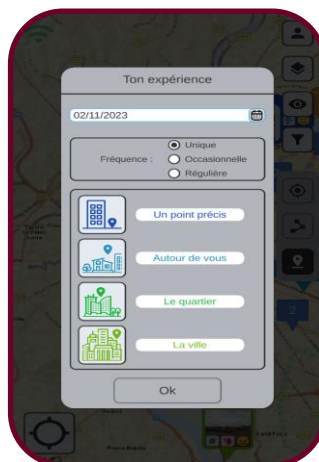 Ton expérience
02/11/2023
Unique
Fréquence :
Occasionnelle
Régulière
Un point précis
Autour de vous
Le quartier
La ville
Ok
2